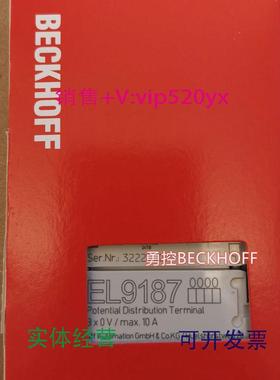 BECKHOFF
销售+V:vip520yx
Ser.Nr.: 3222
勇控BECKHOFF
EL9187
0000
Potential Distribution Terminal
8 x 0 V / max. 10 A
实体经营
可开发票